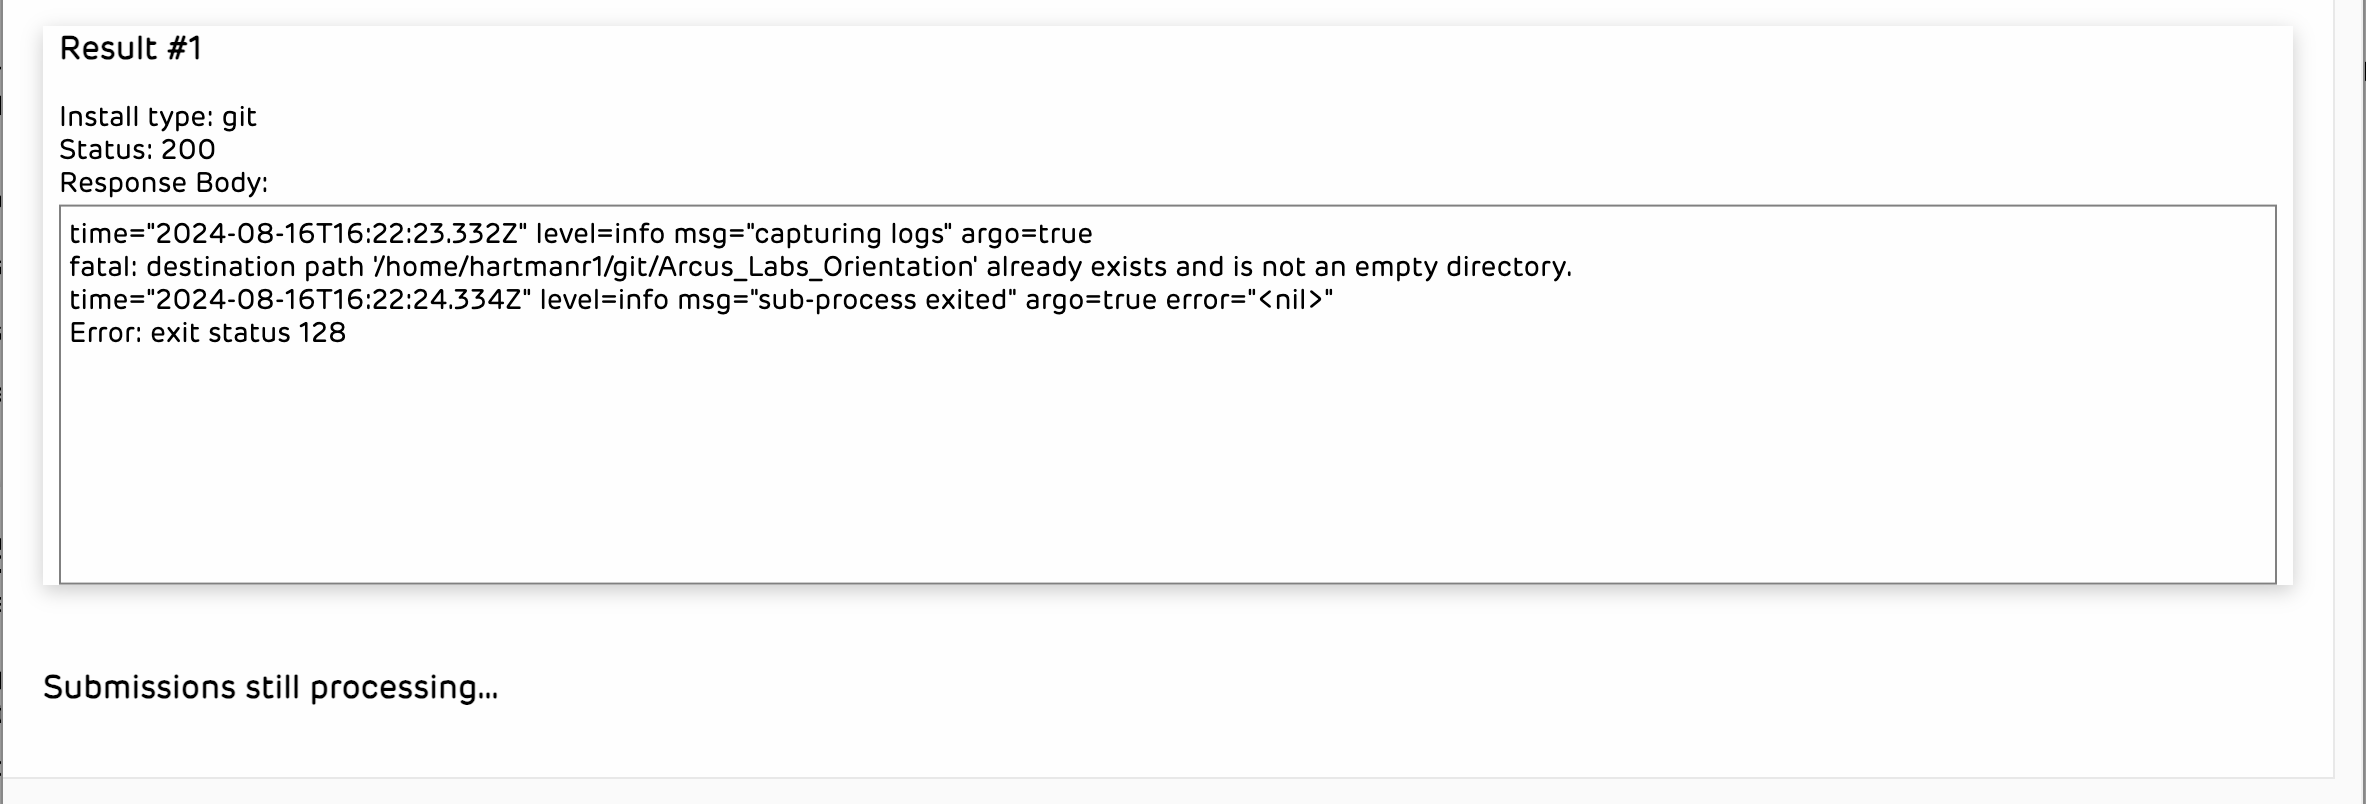 Result #1
Install type: git
Status: 200
Response Body:
time="2024-08-16T16:22:23.332Z" level=info msg="capturing logs" argo=true
fatal: destination path '/home/hartmanr1/git/Arcus_Labs_Orientation' already exists and is not an empty directory.
time="2024-08-16T16:22:24.334Z" level=info msg="sub-process exited" argo=true error="<nil>"
Error: exit status 128
Submissions still processing...